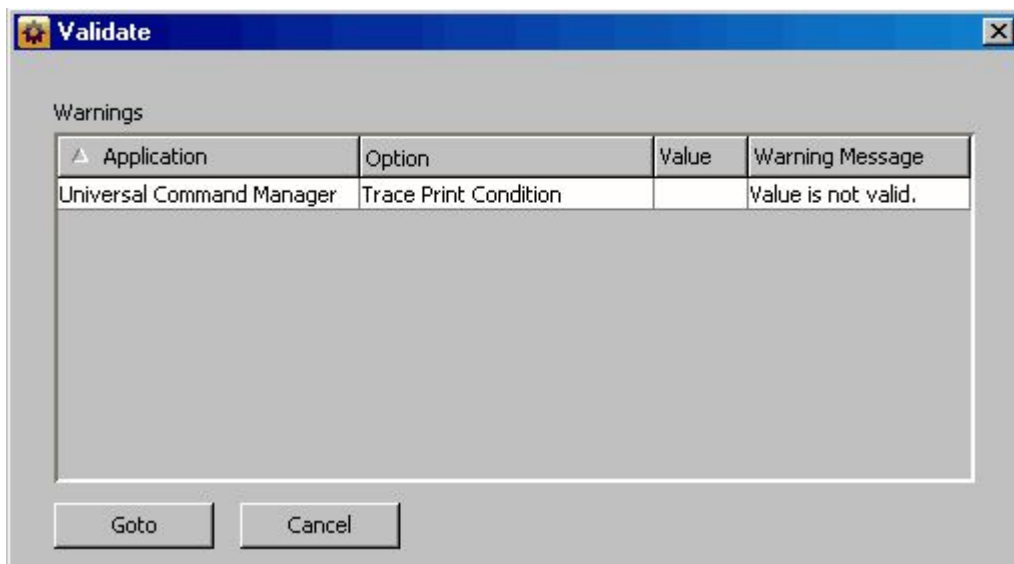 Validate
Warnings
Application Option Value Warning Message
Universal Command Manager Trace Print Condition Value is not valid.
Goto Cancel